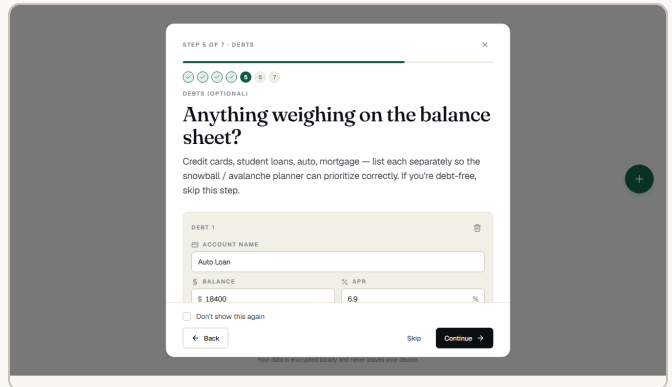 STEP 5 OF 7 · DEBTS
5 6 7
DEBTS (OPTIONAL)
Anything weighing on the balance
sheet?
Credit cards, student loans, auto, mortgage — list each separately so the
snowball / avalanche planner can prioritize correctly. If you're debt-free,
skip this step.
DEBT 1
ACCOUNT NAME
Auto Loan
$ BALANCE % APR
$ 18400 6.9 %
Don't show this again
Back Skip Continue
Your data is encrypted locally and never leaves your device.